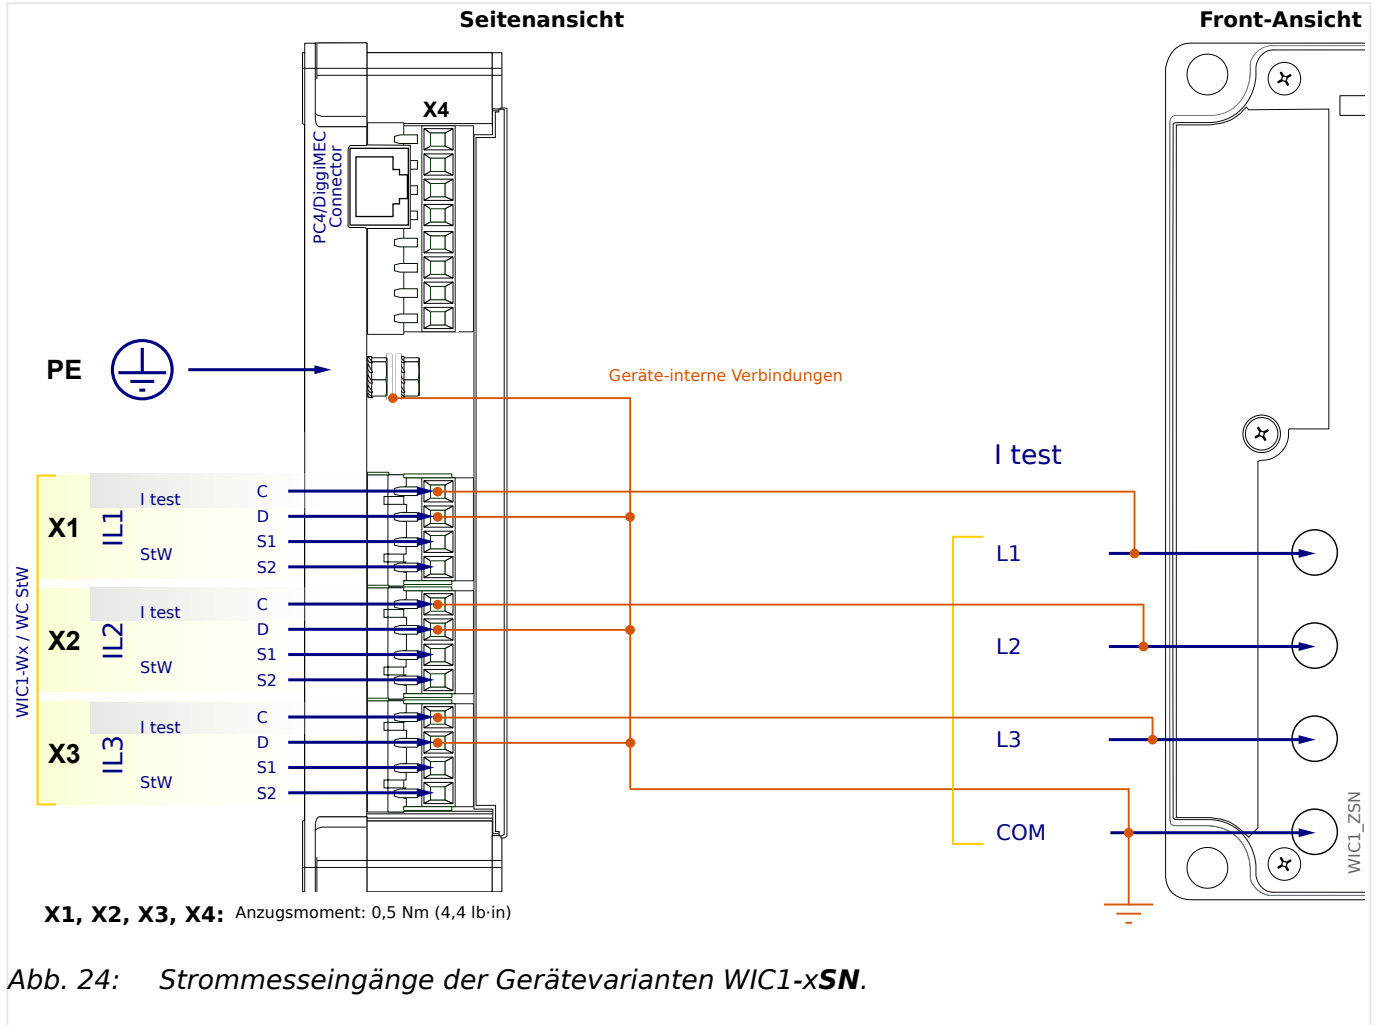 Seitenansicht
Front-Ansicht
X4
PC4/DiggiMEC
Connector
PE
Geräte-interne Verbindungen
I test
WIC1-Wx / WC StW
X1
IL1
I test
StW
C
D
S1
S2
X2
IL2
I test
StW
C
D
S1
S2
X3
IL3
I test
StW
C
D
S1
S2
L1
L2
L3
COM
WIC1_ZSN
X1, X2, X3, X4: Anzugsmoment: 0,5 Nm (4,4 lb·in)
Abb. 24: Strommesseingänge der Gerätevarianten WIC1-xSN.